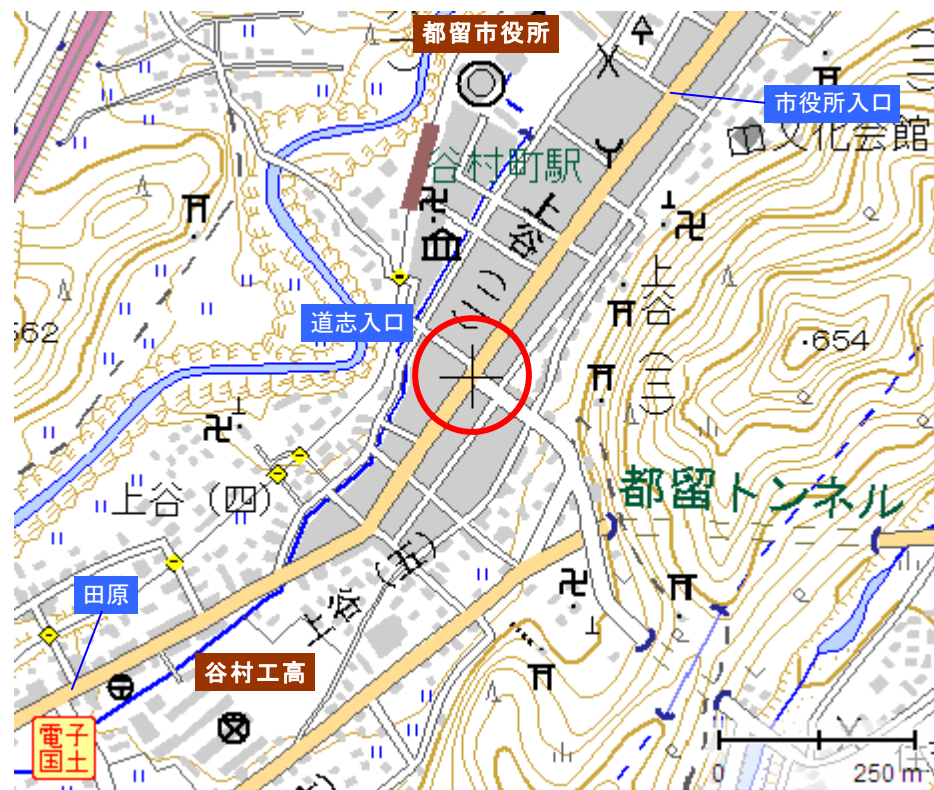 都留市役所
市役所入口
文化会館
谷村町駅
上谷（二）
上谷（三）
道志入口
562
・654
都留トンネル
上谷（四）
上谷（五）
田原
谷村工高
電子
国土
0 250 m